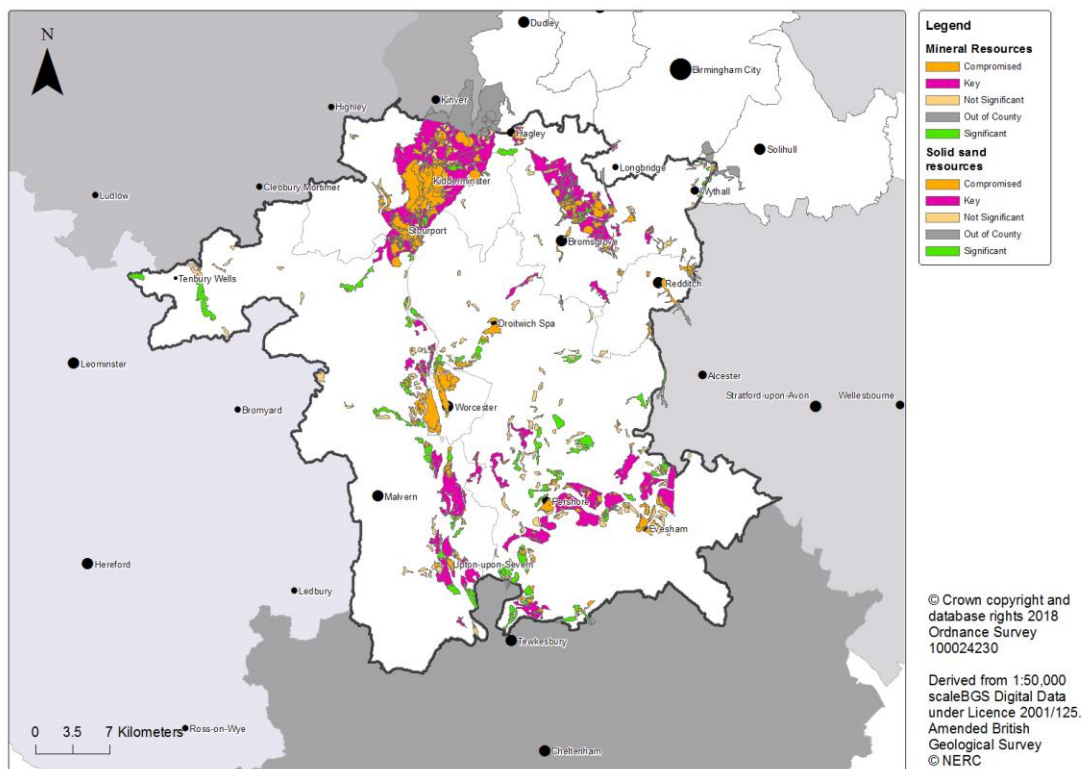 N
Dudley
Birmingham City
Kinver
Highley
Hagley
Solihull
Longbridge
Ludlow
Cleobury Mortimer
Kidderminster
Wythall
Stourport
Bromsgrove
Tenbury Wells
Redditch
Droitwich Spa
Leominster
Alcester
Stratford-upon-Avon
Wellesbourne
Bromyard
Worcester
Malvern
Pershore
Evesham
Hereford
Upton-upon-Severn
Ledbury
Tewkesbury
0 3.5 7 Kilometers
Ross-on-Wye
Cheltenham
Legend
Mineral Resources
Compromised
Key
Not Significant
Out of County
Significant
Solid sand
resources
Compromised
Key
Not Significant
Out of County
Significant
© Crown copyright and
database rights 2018
Ordnance Survey
100024230
Derived from 1:50,000
scaleBGS Digital Data
under Licence 2001/125.
Amended British
Geological Survey
© NERC